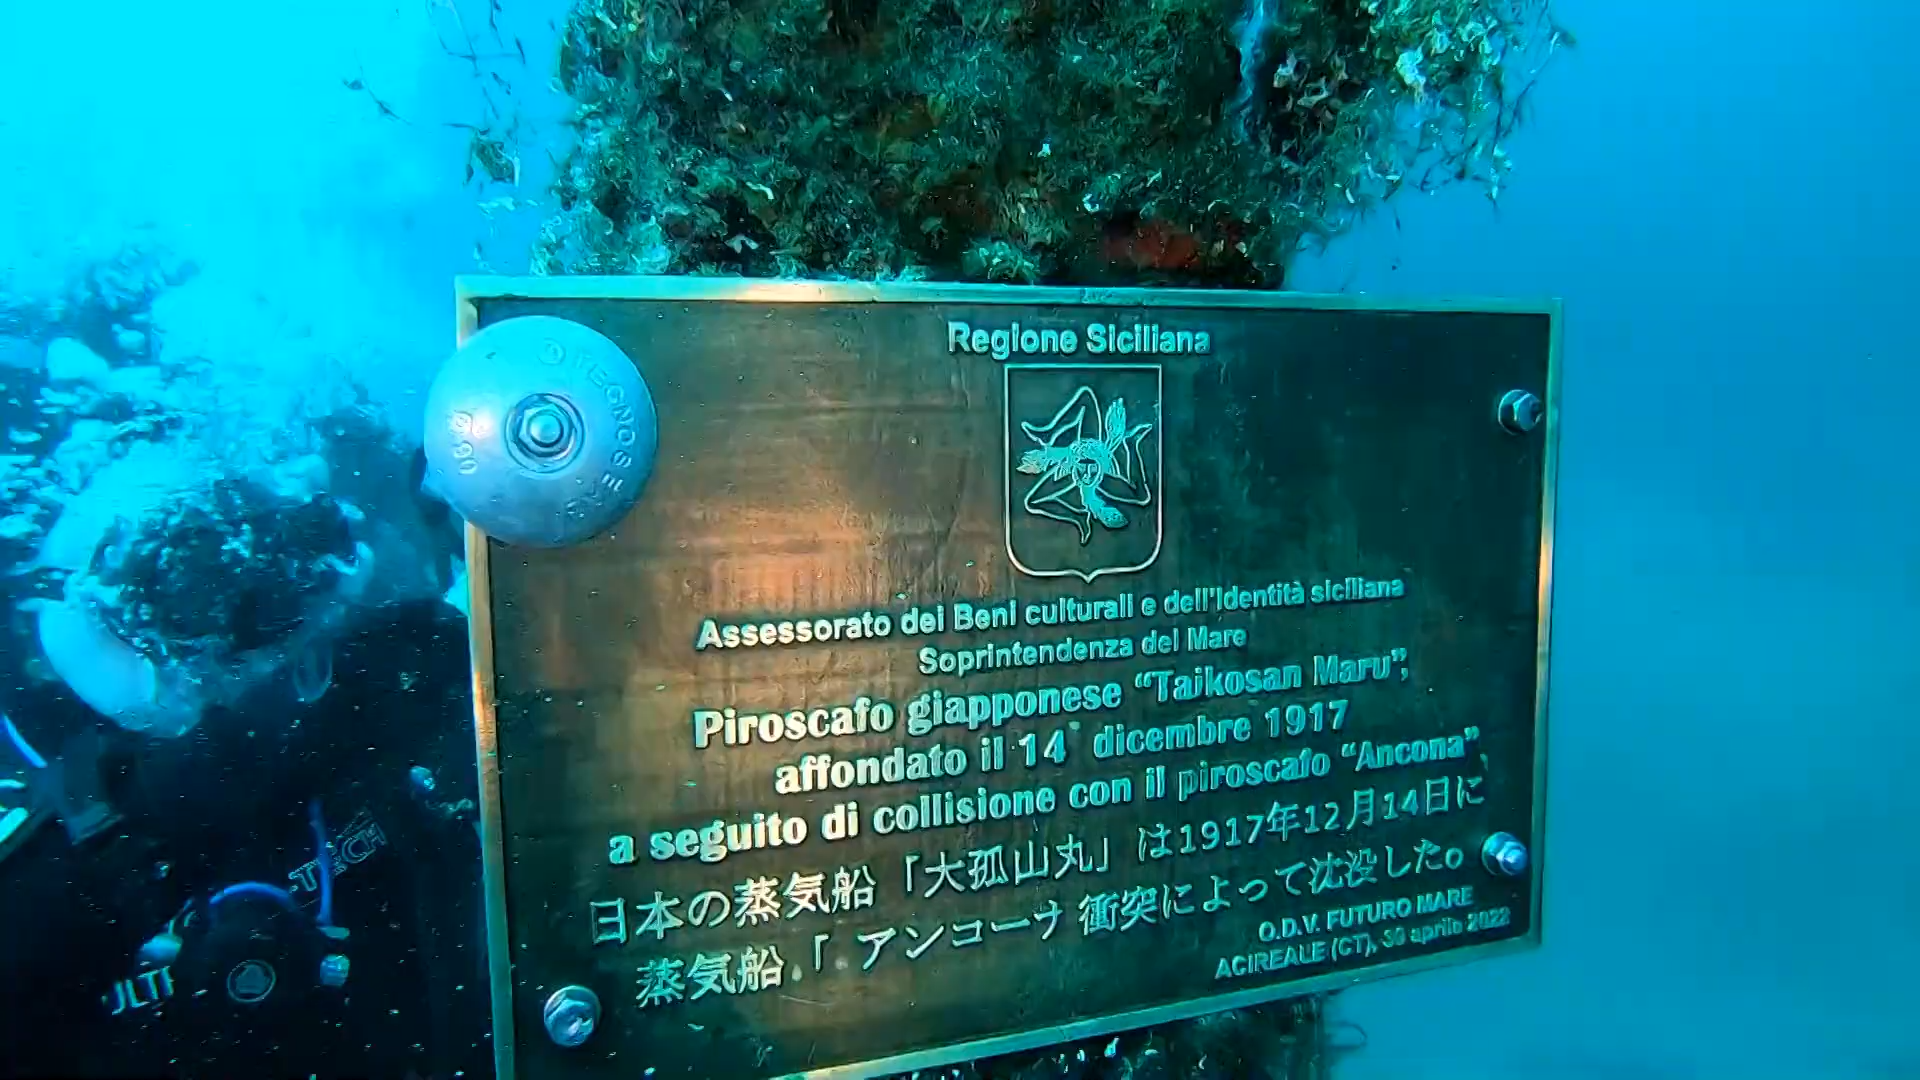 Regione Siciliana
Assessorato dei Beni culturali e dell'Identità siciliana
Soprintendenza del Mare
Piroscafo giapponese “Taikosan Maru”,
affondato il 14 dicembre 1917
a seguito di collisione con il piroscafo “Ancona”
日本の蒸気船「大孤山丸」は1917年12月14日に
蒸気船「アンコーナ 衝突によって沈没した。
O.D.V. FUTURO MARE
ACIREALE (CT), 30 aprile 2022
TECNOSEAL
ULTI
TECH